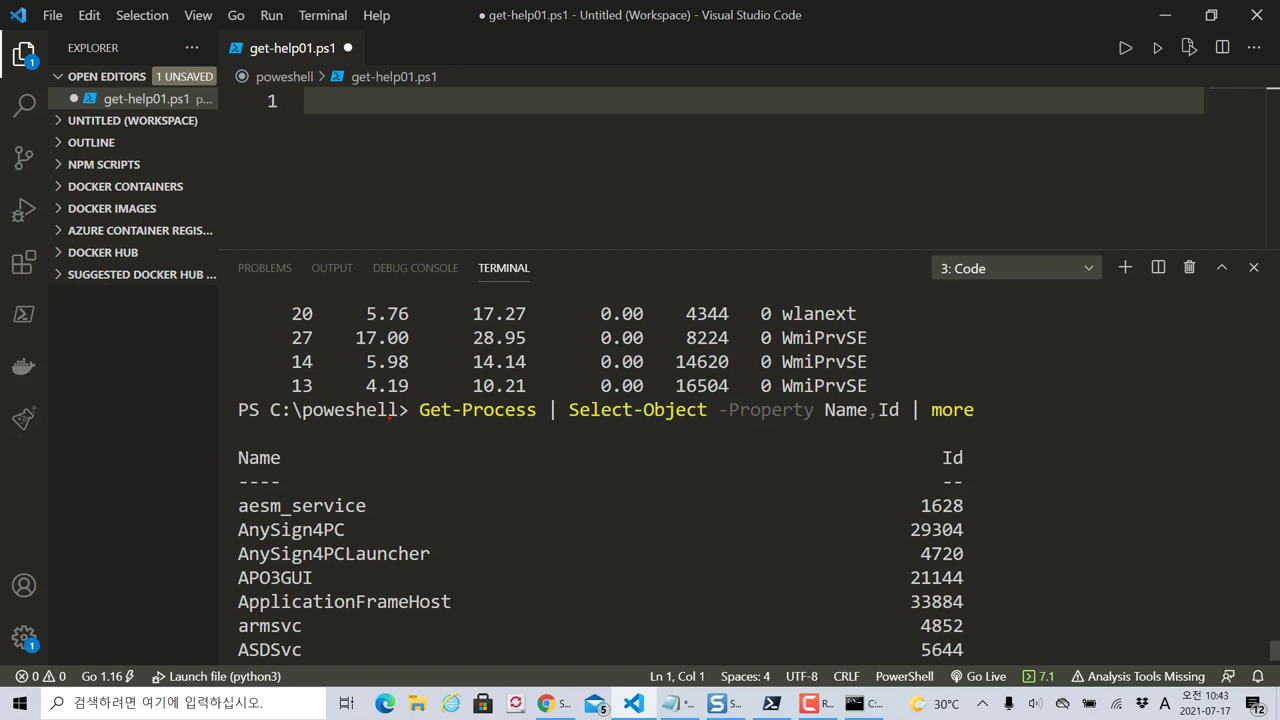 File Edit Selection View Go Run Terminal Help
get-help01.ps1 - Untitled (Workspace) - Visual Studio Code
EXPLORER
OPEN EDITORS 1 UNSAVED
get-help01.ps1 p...
UNTITLED (WORKSPACE)
OUTLINE
NPM SCRIPTS
DOCKER CONTAINERS
DOCKER IMAGES
AZURE CONTAINER REGIS...
DOCKER HUB
SUGGESTED DOCKER HUB ...
1
1
get-help01.ps1
poweshell > get-help01.ps1
1
PROBLEMS OUTPUT DEBUG CONSOLE TERMINAL
3: Code
20 5.76 17.27 0.00 4344 0 wlanext
27 17.00 28.95 0.00 8224 0 WmiPrvSE
14 5.98 14.14 0.00 14620 0 WmiPrvSE
13 4.19 10.21 0.00 16504 0 WmiPrvSE
PS C:\poweshell> Get-Process | Select-Object -Property Name,Id | more
Name Id
---- --
aesm_service 1628
AnySign4PC 29304
AnySign4PCLauncher 4720
APO3GUI 21144
ApplicationFrameHost 33884
armsvc 4852
ASDSvc 5644
0 0 Go 1.16 Launch file (python3) Ln 1, Col 1 Spaces: 4 UTF-8 CRLF PowerShell Go Live 7.1 Analysis Tools Missing
검색하려면 여기에 입력하십시오.
S...
5
*...
S...
R...
C...
30°C
A
오전 10:43
2021-07-17
12